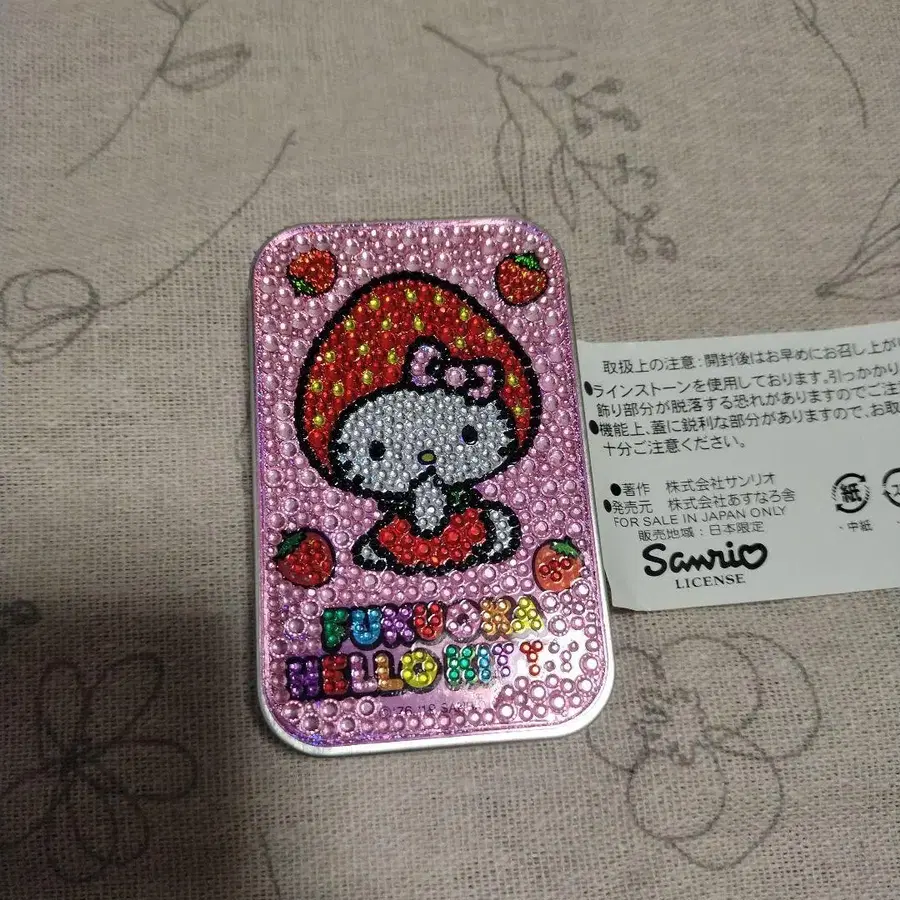 FUKUOKA
HELLO KITTY
取扱上の注意:開封後はお早めにお召し上が
●ラインストーンを使用しております。引っかかり
飾り部分が脱落する恐れがありますのでご注
●機能上、蓋に鋭利な部分がありますので、お取
十分ご注意ください。
●著作 株式会社サンリオ
●発売元 株式会社あすなろ舎
FOR SALE IN JAPAN ONLY
販売地域:日本限定
Sanrio
LICENSE
紙
・中紙